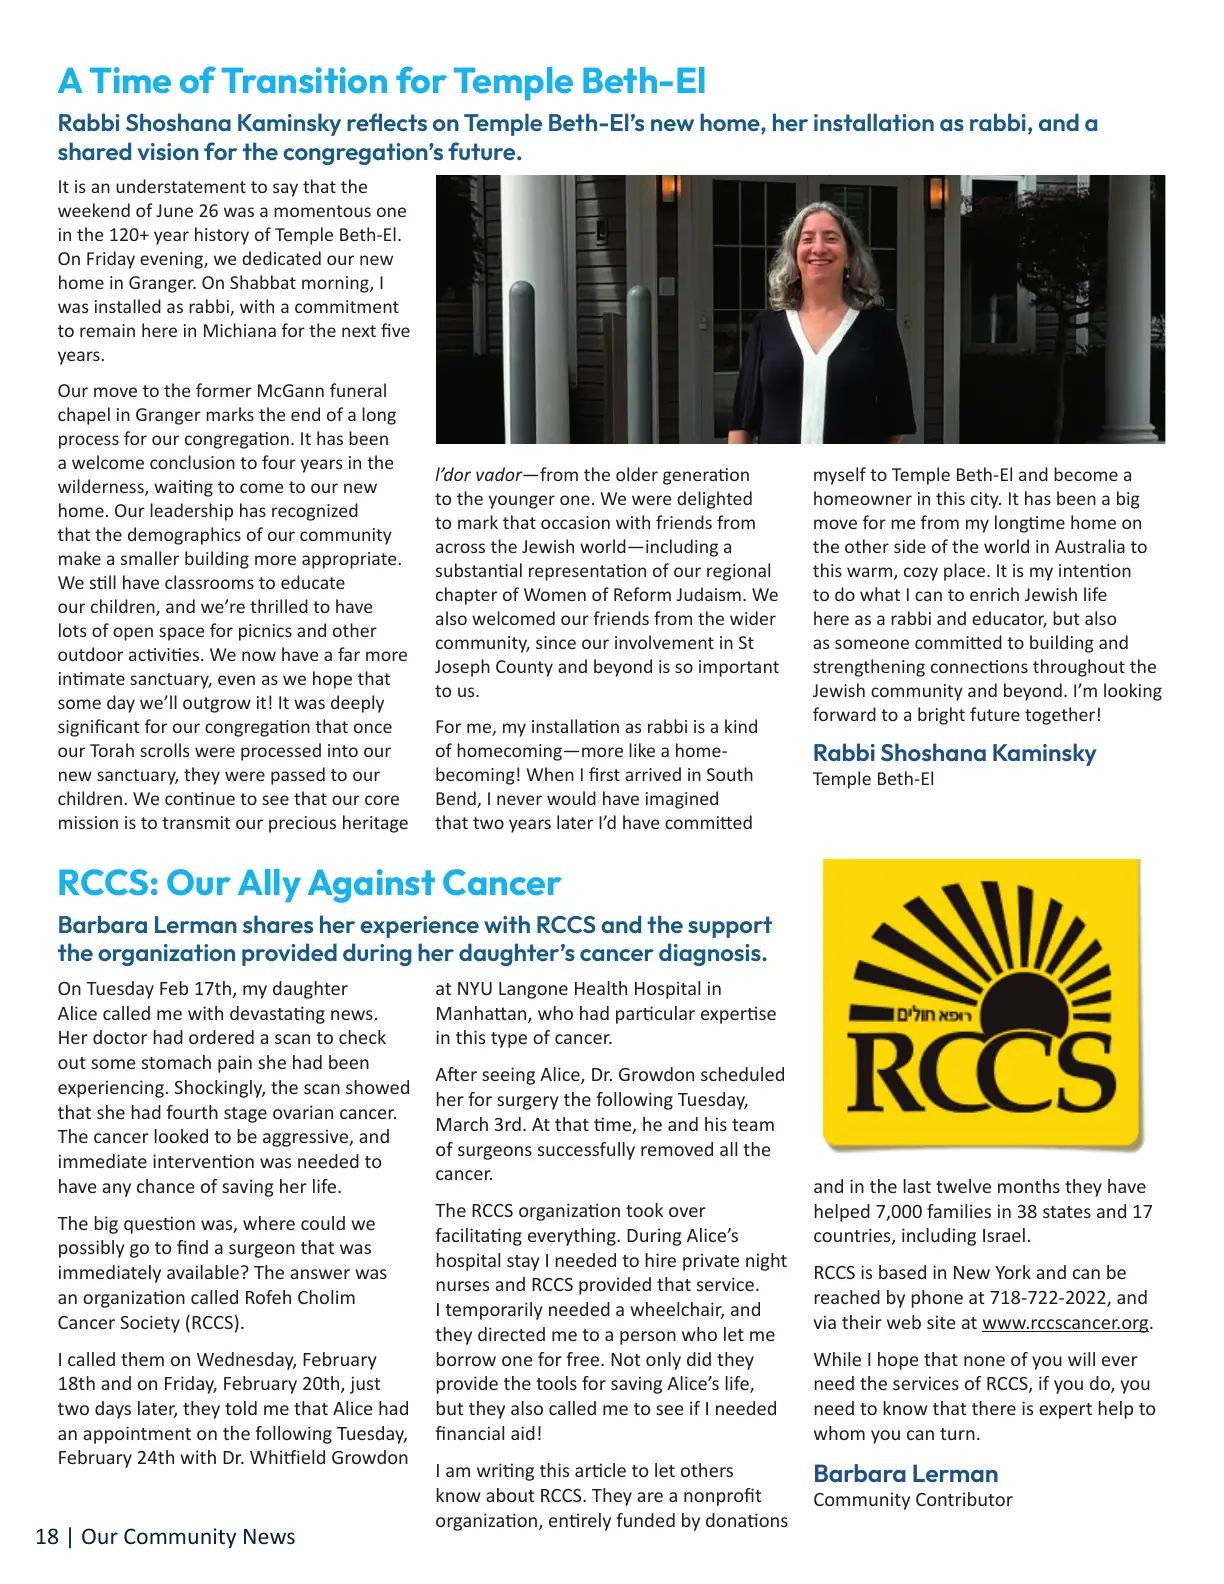 A Time of Transition for Temple Beth-El
Rabbi Shoshana Kaminsky reflects on Temple Beth-El’s new home, her installation as rabbi, and a
shared vision for the congregation’s future.
It is an understatement to say that the
weekend of June 26 was a momentous one
in the 120+ year history of Temple Beth-El.
On Friday evening, we dedicated our new
home in Granger. On Shabbat morning, I
was installed as rabbi, with a commitment
to remain here in Michiana for the next five
years.
Our move to the former McGann funeral
chapel in Granger marks the end of a long
process for our congregation. It has been
a welcome conclusion to four years in the
wilderness, waiting to come to our new
home. Our leadership has recognized
that the demographics of our community
make a smaller building more appropriate.
We still have classrooms to educate
our children, and we’re thrilled to have
lots of open space for picnics and other
outdoor activities. We now have a far more
intimate sanctuary, even as we hope that
some day we’ll outgrow it! It was deeply
significant for our congregation that once
our Torah scrolls were processed into our
new sanctuary, they were passed to our
children. We continue to see that our core
mission is to transmit our precious heritage
l’dor vador—from the older generation
to the younger one. We were delighted
to mark that occasion with friends from
across the Jewish world—including a
substantial representation of our regional
chapter of Women of Reform Judaism. We
also welcomed our friends from the wider
community, since our involvement in St
Joseph County and beyond is so important
to us.
For me, my installation as rabbi is a kind
of homecoming—more like a home-
becoming! When I first arrived in South
Bend, I never would have imagined
that two years later I’d have committed
myself to Temple Beth-El and become a
homeowner in this city. It has been a big
move for me from my longtime home on
the other side of the world in Australia to
this warm, cozy place. It is my intention
to do what I can to enrich Jewish life
here as a rabbi and educator, but also
as someone committed to building and
strengthening connections throughout the
Jewish community and beyond. I’m looking
forward to a bright future together!
Rabbi Shoshana Kaminsky
Temple Beth-El
RCCS: Our Ally Against Cancer
Barbara Lerman shares her experience with RCCS and the support
the organization provided during her daughter’s cancer diagnosis.
On Tuesday Feb 17th, my daughter
Alice called me with devastating news.
Her doctor had ordered a scan to check
out some stomach pain she had been
experiencing. Shockingly, the scan showed
that she had fourth stage ovarian cancer.
The cancer looked to be aggressive, and
immediate intervention was needed to
have any chance of saving her life.
The big question was, where could we
possibly go to find a surgeon that was
immediately available? The answer was
an organization called Rofeh Cholim
Cancer Society (RCCS).
I called them on Wednesday, February
18th and on Friday, February 20th, just
two days later, they told me that Alice had
an appointment on the following Tuesday,
February 24th with Dr. Whitfield Growdon
at NYU Langone Health Hospital in
Manhattan, who had particular expertise
in this type of cancer.
After seeing Alice, Dr. Growdon scheduled
her for surgery the following Tuesday,
March 3rd. At that time, he and his team
of surgeons successfully removed all the
cancer.
The RCCS organization took over
facilitating everything. During Alice’s
hospital stay I needed to hire private night
nurses and RCCS provided that service.
I temporarily needed a wheelchair, and
they directed me to a person who let me
borrow one for free. Not only did they
provide the tools for saving Alice’s life,
but they also called me to see if I needed
financial aid!
I am writing this article to let others
know about RCCS. They are a nonprofit
organization, entirely funded by donations
רופא חולים
RCCS
and in the last twelve months they have
helped 7,000 families in 38 states and 17
countries, including Israel.
RCCS is based in New York and can be
reached by phone at 718-722-2022, and
via their web site at www.rccscancer.org.
While I hope that none of you will ever
need the services of RCCS, if you do, you
need to know that there is expert help to
whom you can turn.
Barbara Lerman
Community Contributor
18 | Our Community News